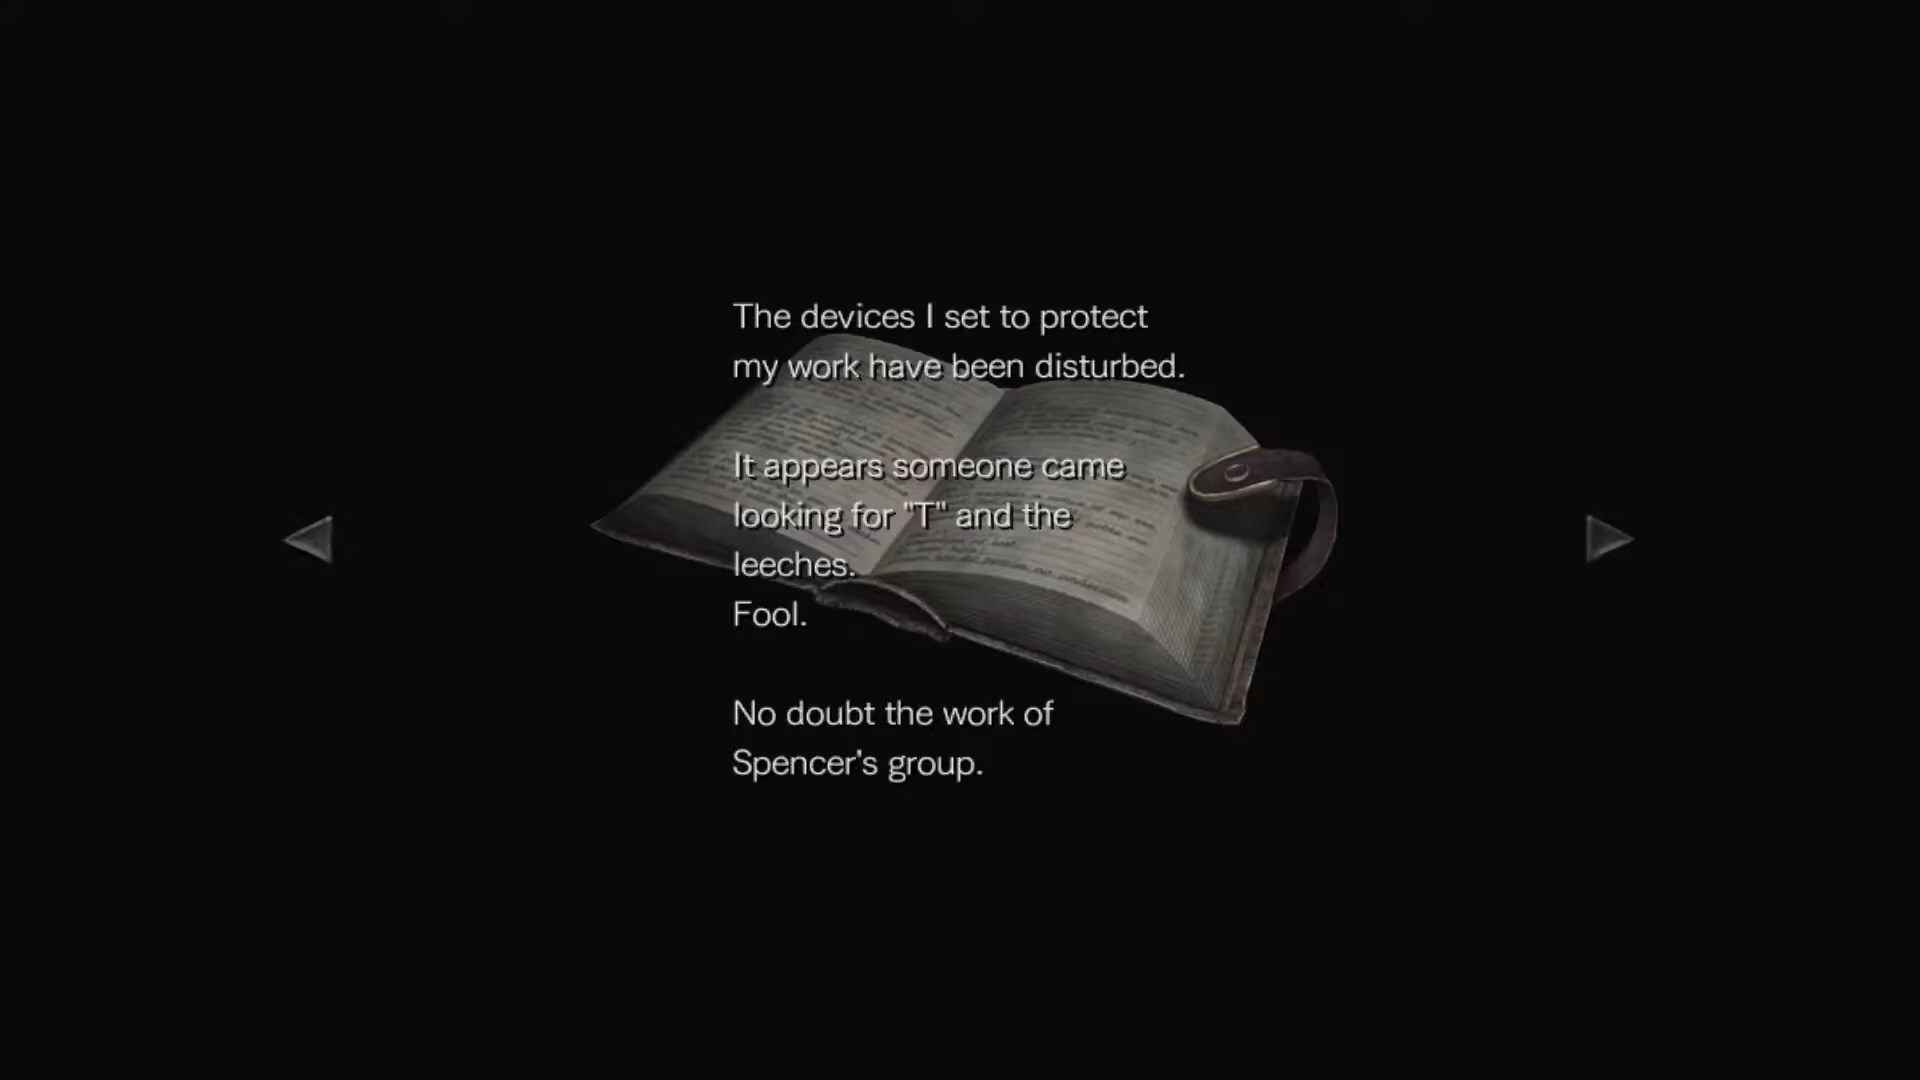 The devices I set to protect
my work have been disturbed.
It appears someone came
looking for "T" and the
leeches.
Fool.
No doubt the work of
Spencer's group.